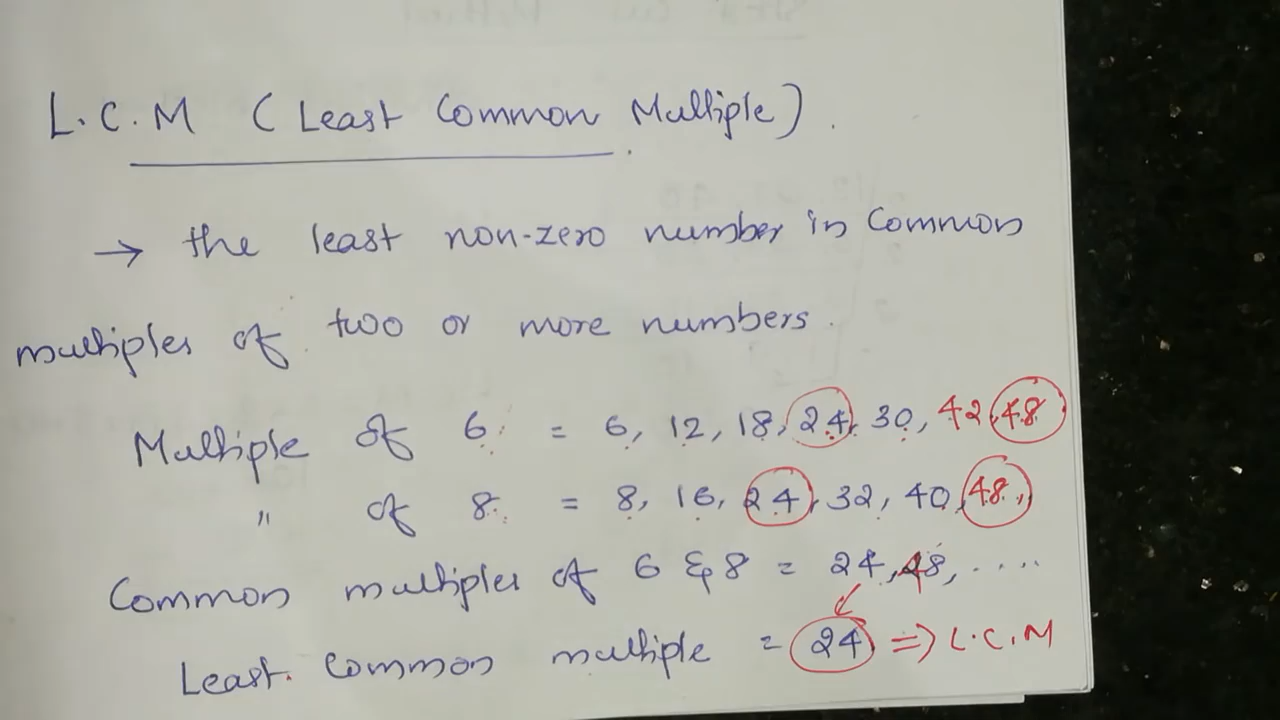 L.C.M (Least Common Multiple).
→ the least non-zero number in Common
multiples of two or more numbers.
Multiple of 6 = 6, 12, 18, 24, 30, 42, 48
" of 8 = 8, 16, 24, 32, 40, 48,
Common multiples of 6 & 8 = 24, 48, ....
Least Common multiple = 24 => L.C.M